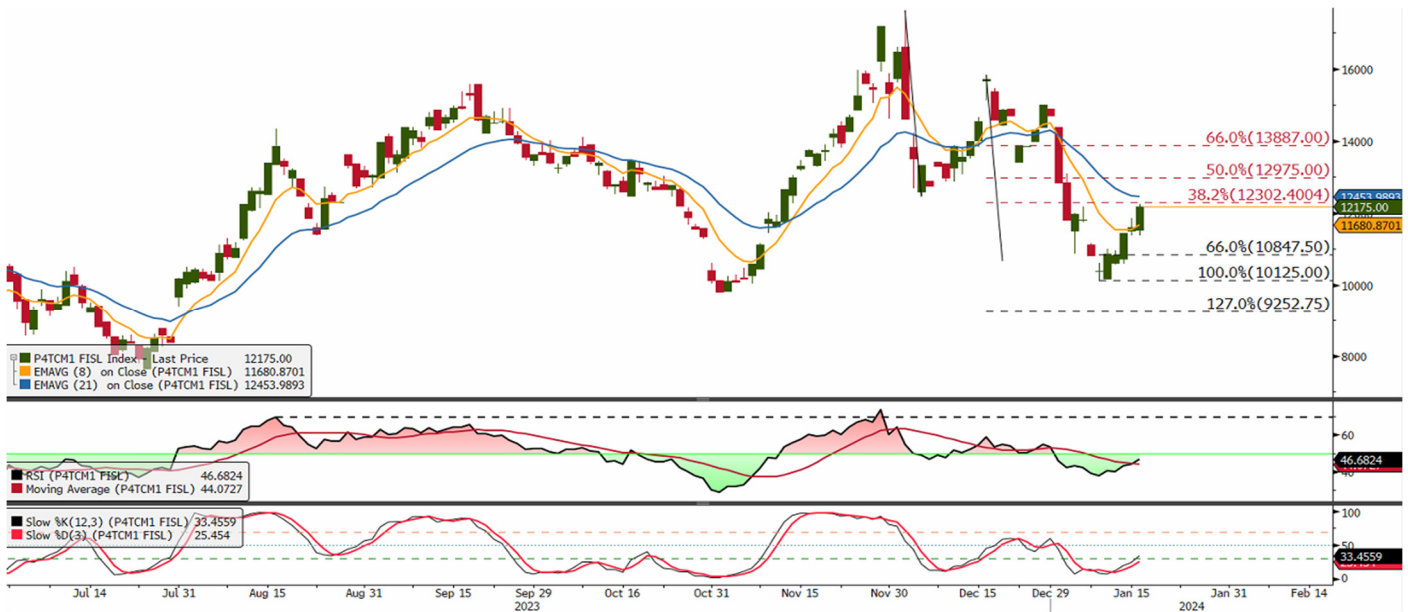 16000
66.0%(13887.00)
14000
50.0%(12975.00)
38.2%(12302.4004)
12453.9893
12175.00
11680.8701
66.0%(10847.50)
100.0%(10125.00)
10000
127.0%(9252.75)
8000
P4TCM1 FISL Index - Last Price 12175.00
EMAVG (8) on Close (P4TCM1 FISL) 11680.8701
EMAVG (21) on Close (P4TCM1 FISL) 12453.9893
60
RSI (P4TCM1 FISL) 46.6824
Moving Average (P4TCM1 FISL) 44.0727
46.6824
100
Slow %K(12,3) (P4TCM1 FISL) 33.4559
Slow %D(3) (P4TCM1 FISL) 25.454
50
33.4559
0
Jul 14 Jul 31 Aug 15 Aug 31 Sep 15 Sep 29 Oct 16 Oct 31 Nov 15 Nov 30 Dec 15 Dec 29 Jan 15 Jan 31 Feb 14
2023 2024